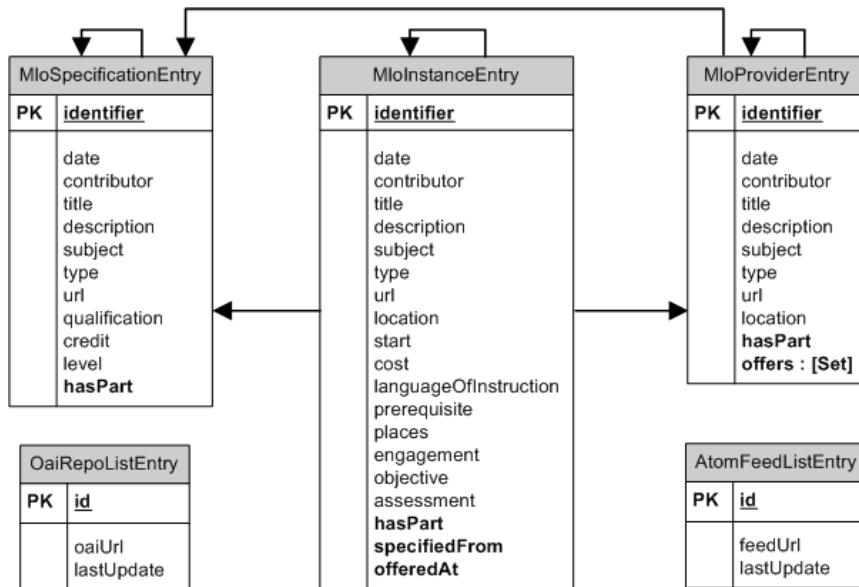 MloSpecificationEntry
PK identifier
date
contributor
title
description
subject
type
url
qualification
credit
level
hasPart
MloInstanceEntry
PK identifier
date
contributor
title
description
subject
type
url
location
start
cost
languageOfInstruction
prerequisite
places
engagement
objective
assessment
hasPart
specifiedFrom
offeredAt
MloProviderEntry
PK identifier
date
contributor
title
description
subject
type
url
location
hasPart
offers : [Set]
OaiRepoListEntry
PK id
oaiUrl
lastUpdate
AtomFeedListEntry
PK id
feedUrl
lastUpdate